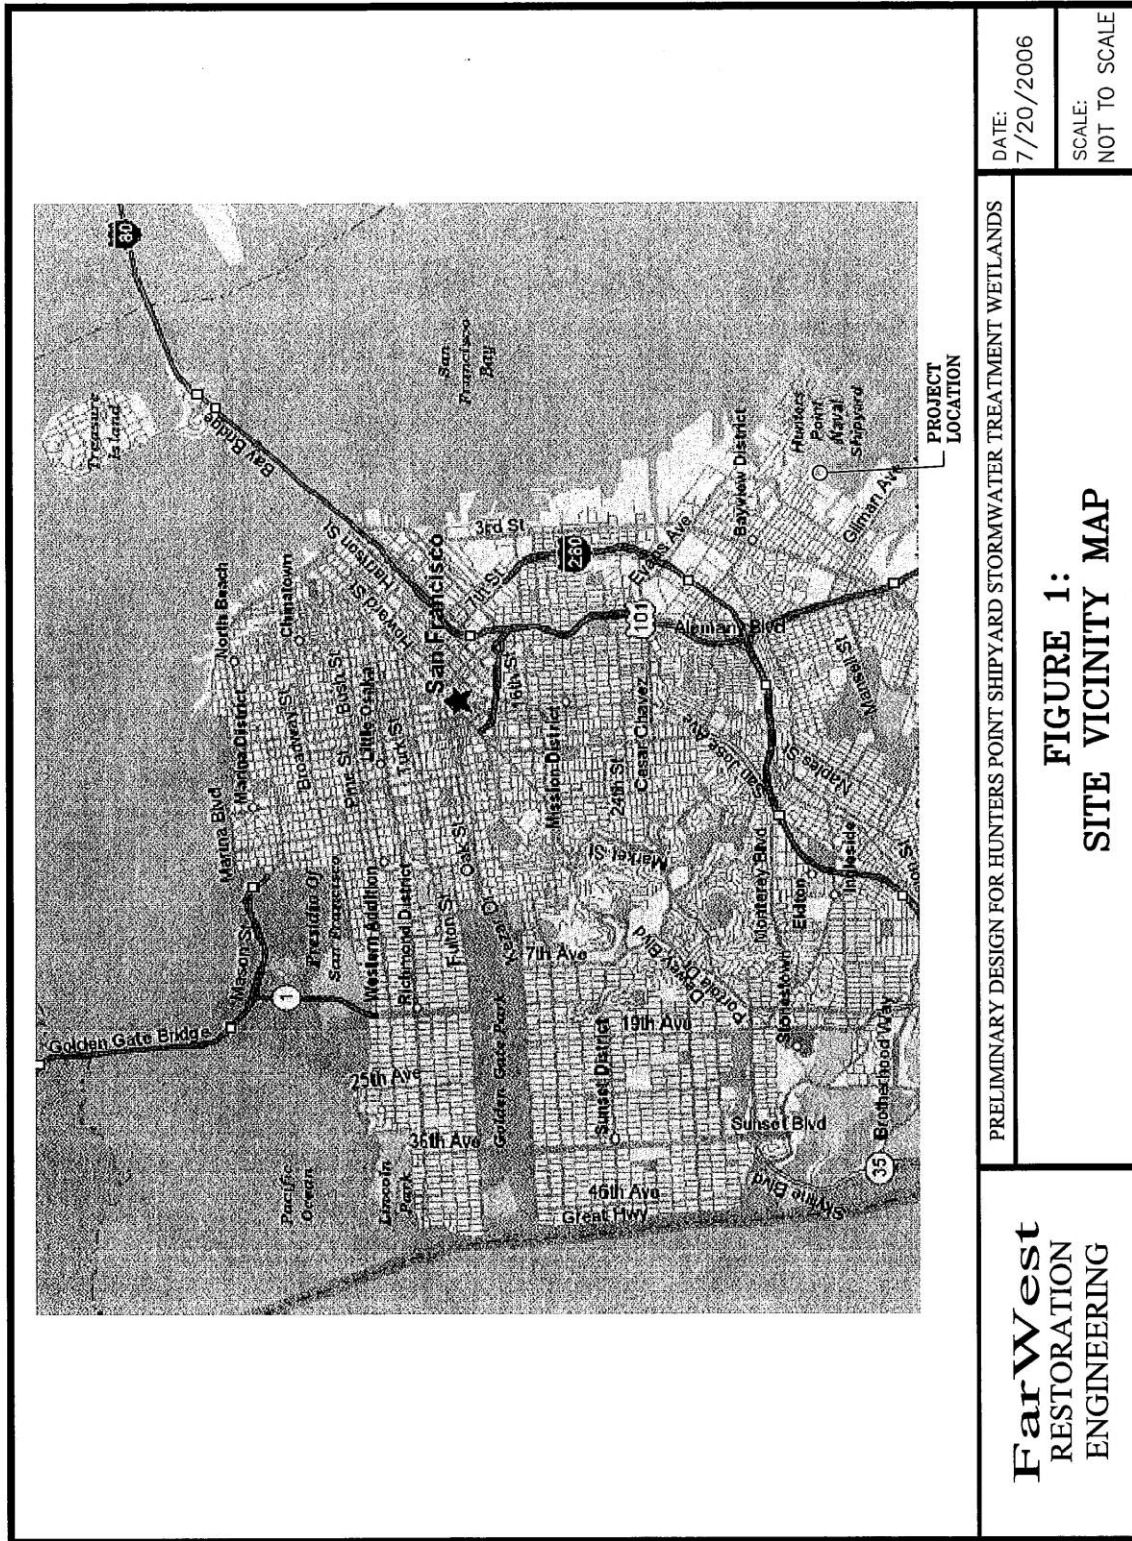 80
Treasure
Island
Bay Bridge
San
Francisco
Bay
North Beach
Chinatown
Harrison St
Howard St
Marina Blvd
Marina District
Broadway St
Bush St
Pine St
Little Osaka
Turk St
San Francisco
7th St
3rd St
16th St
280
101
Evans Ave
Bayview District
Hunters
Point
Naval
Shipyard
Gilman Ave
PROJECT
LOCATION
Alemany Blvd
Mansell St
Mission District
24th St
Cesar Chavez
San Jose Ave
Naples St
Market St
Monterey Blvd
Ingleside
Golden Gate Bridge
Mason St
1
Presidio Of
San Francisco
Western Addition
Richmond District
Fulton St
Oak St
Golden Gate Park
7th Ave
19th Ave
Dewey Blvd
Portola Dr
Stonestown
25th Ave
36th Ave
Sunset District
Sunset Blvd
Brotherhood Way
35
Skyline Blvd
46th Ave
Great Hwy
Lincoln
Park
Pacific
Ocean
FarWest
RESTORATION
ENGINEERING
PRELIMINARY DESIGN FOR HUNTERS POINT SHIPYARD STORMWATER TREATMENT WETLANDS
FIGURE 1:
SITE VICINITY MAP
DATE:
7/20/2006
SCALE:
NOT TO SCALE